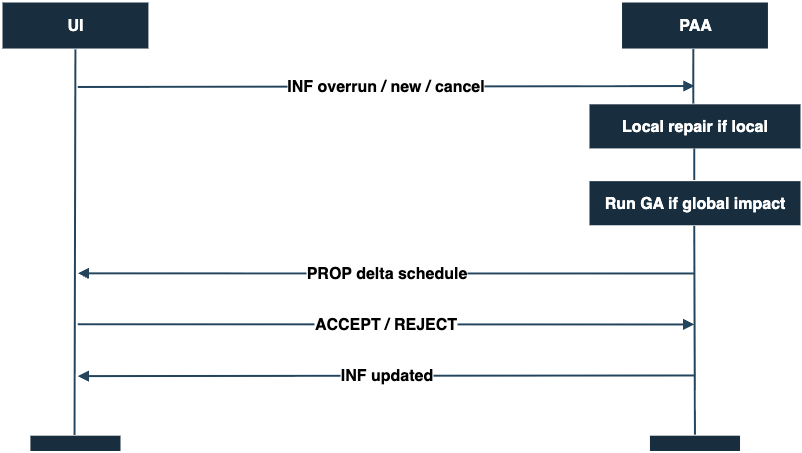 UI
PAA
INF overrun / new / cancel
Local repair if local
Run GA if global impact
PROP delta schedule
ACCEPT / REJECT
INF updated